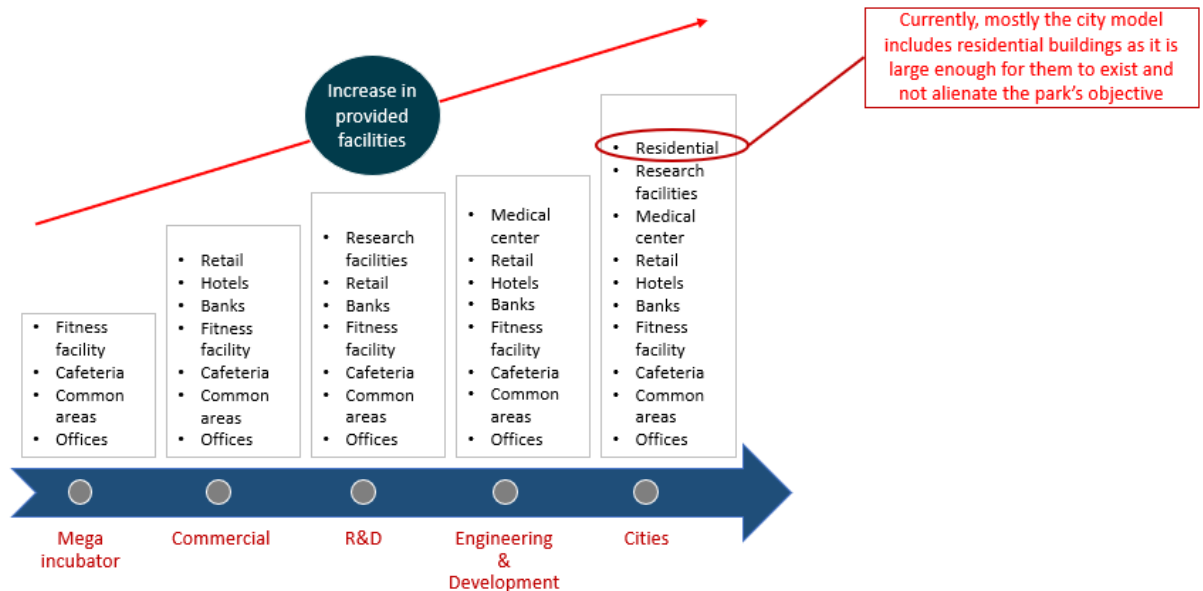 Currently, mostly the city model
includes residential buildings as it is
large enough for them to exist and
not alienate the park's objective
Increase in
provided
facilities
• Fitness
facility
• Cafeteria
• Common
areas
• Offices
• Retail
• Hotels
• Banks
• Fitness
facility
• Cafeteria
• Common
areas
• Offices
• Research
facilities
• Retail
• Banks
• Fitness
facility
• Cafeteria
• Common
areas
• Offices
• Medical
center
• Retail
• Hotels
• Banks
• Fitness
facility
• Cafeteria
• Common
areas
• Offices
• Residential
• Research
facilities
• Medical
center
• Retail
• Hotels
• Banks
• Fitness
facility
• Cafeteria
• Common
areas
• Offices
Mega
incubator
Commercial
R&D
Engineering
&
Development
Cities